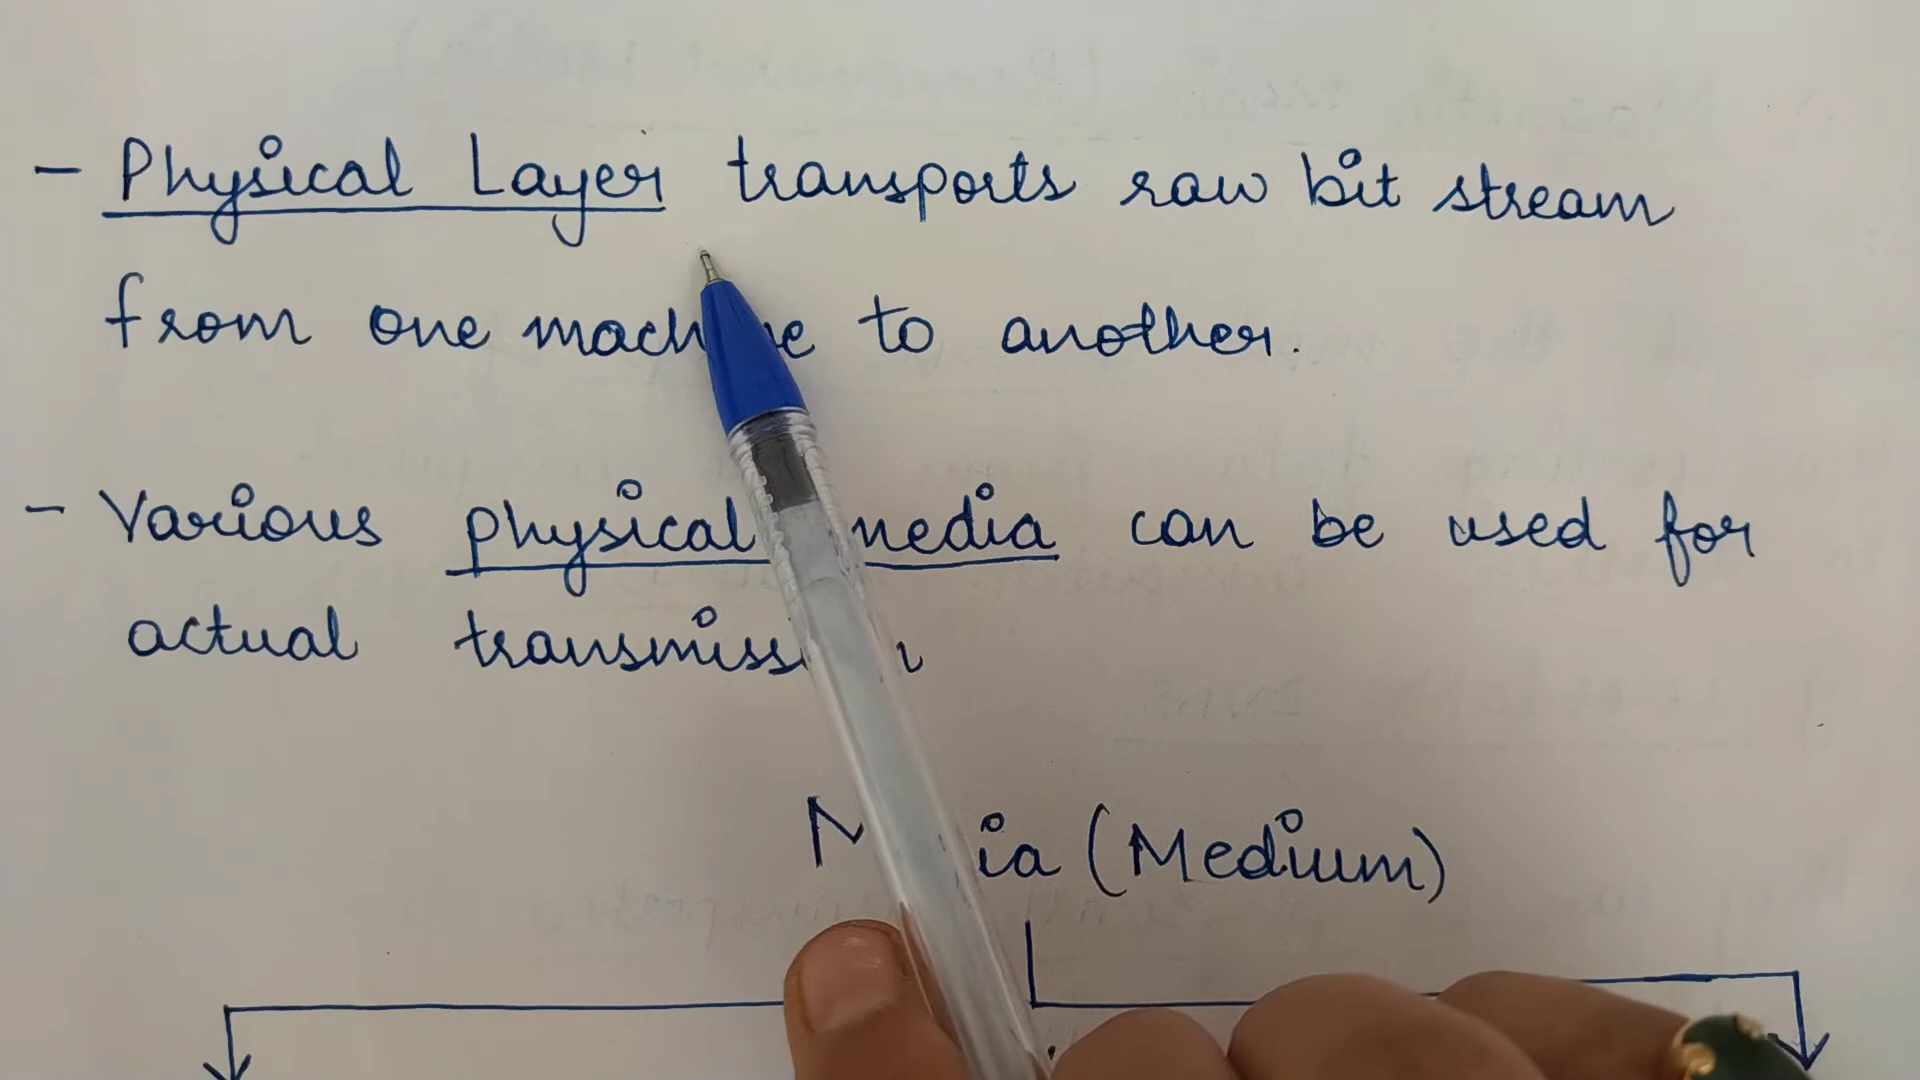 - Physical Layer transports raw bit stream
from one machine to another.
- Various physical media can be used for
actual transmission
Media (Medium)